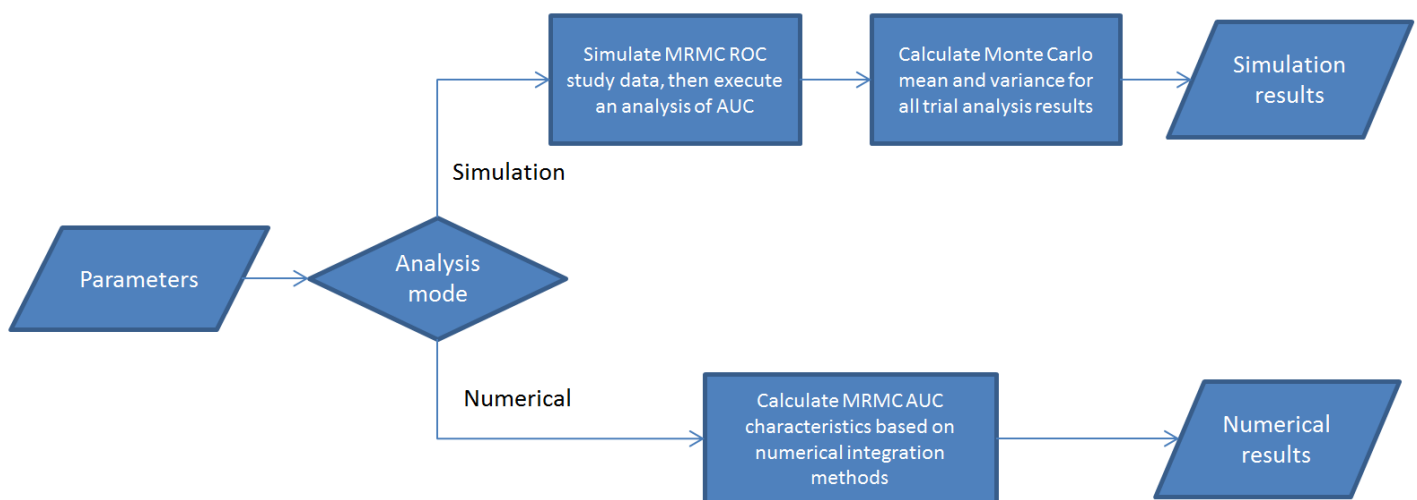 Simulate MRMC ROC
study data, then execute
an analysis of AUC
Calculate Monte Carlo
mean and variance for
all trial analysis results
Simulation
results
Simulation
Parameters
Analysis
mode
Numerical
Calculate MRMC AUC
characteristics based on
numerical integration
methods
Numerical
results